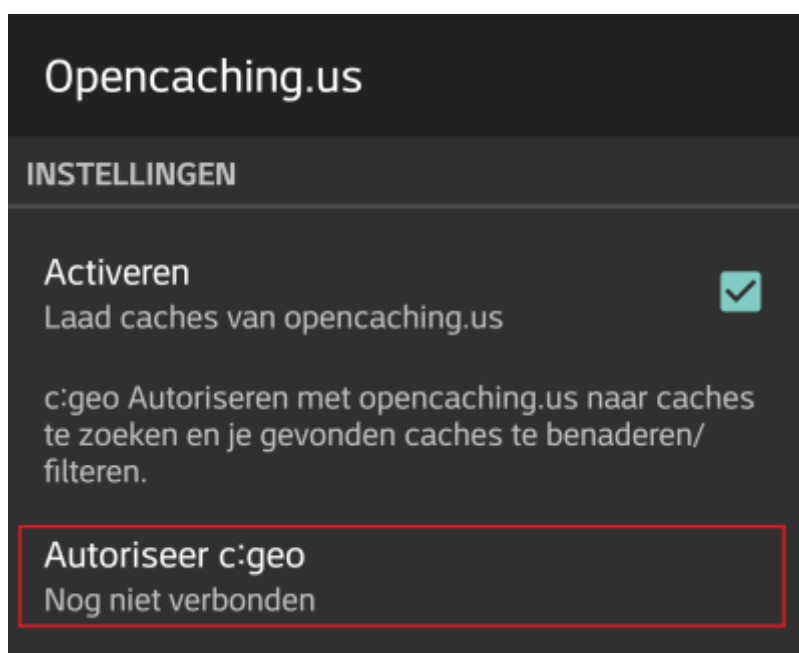 Opencaching.us
INSTELLINGEN
Activeren
Laad caches van opencaching.us
c:geo Autoriseren met opencaching.us naar caches
te zoeken en je gevonden caches te benaderen/
filteren.
Autoriseer c:geo
Nog niet verbonden